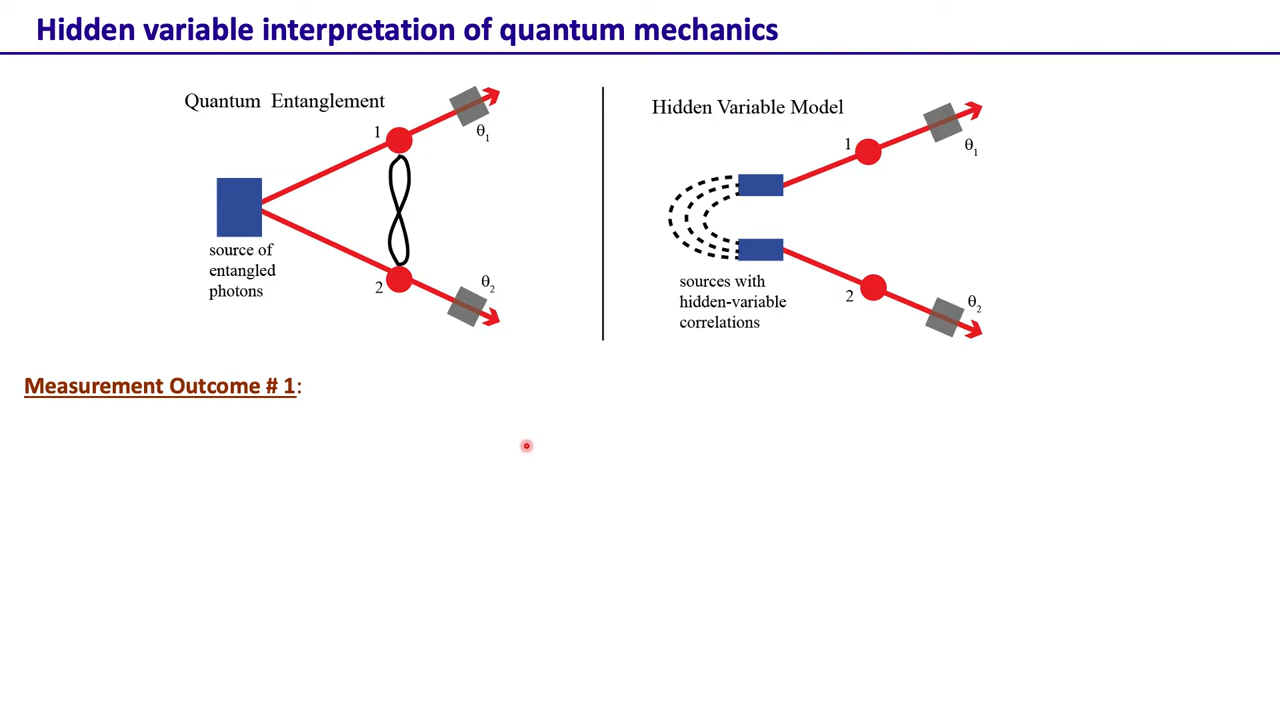 Hidden variable interpretation of quantum mechanics
Quantum Entanglement
1
θ1
source of
entangled
photons
2
θ2
Hidden Variable Model
1
θ1
sources with
hidden-variable
correlations
2
θ2
Measurement Outcome # 1: